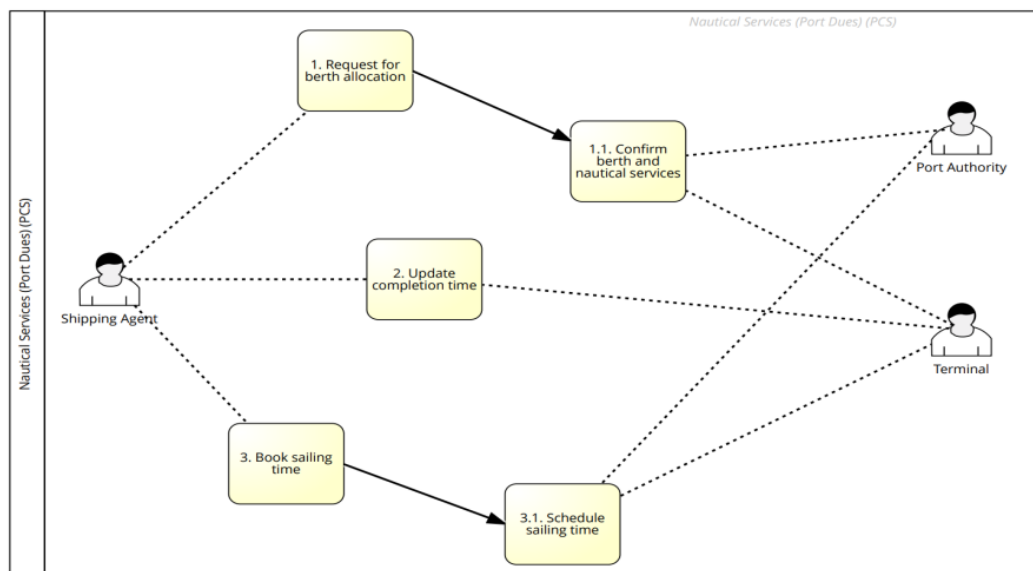 Nautical Services (Port Dues) (PCS)
Nautical Services (Port Dues) (PCS)
1. Request for
berth allocation
1.1. Confirm
berth and
nautical services
Port Authority
2. Update
completion time
Shipping Agent
Terminal
3. Book sailing
time
3.1. Schedule
sailing time